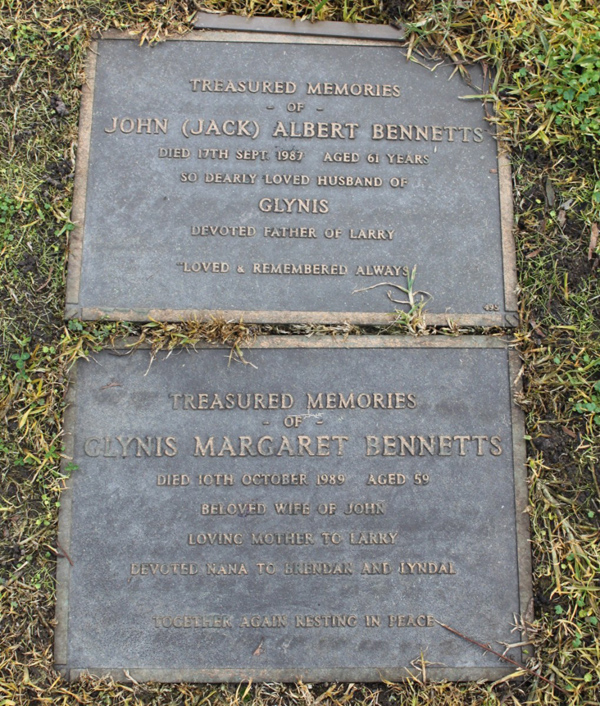 TREASURED MEMORIES
- OF -
JOHN (JACK) ALBERT BENNETTS
DIED 17TH SEPT. 1987 AGED 61 YEARS
SO DEARLY LOVED HUSBAND OF
GLYNIS
DEVOTED FATHER OF LARRY
"LOVED & REMEMBERED ALWAYS
TREASURED MEMORIES
- OF -
GLYNIS MARGARET BENNETTS
DIED 10TH OCTOBER 1989 AGED 59
BELOVED WIFE OF JOHN
LOVING MOTHER TO LARRY
DEVOTED NANA TO BRENDAN AND LYNDAL
TOGETHER AGAIN RESTING IN PEACE